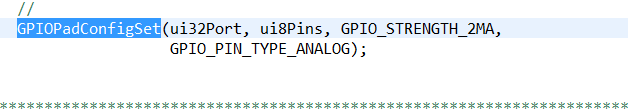 //
GPIOPadConfigSet(ui32Port, ui8Pins, GPIO_STRENGTH_2MA,
GPIO_PIN_TYPE_ANALOG);
*****************************************************************************